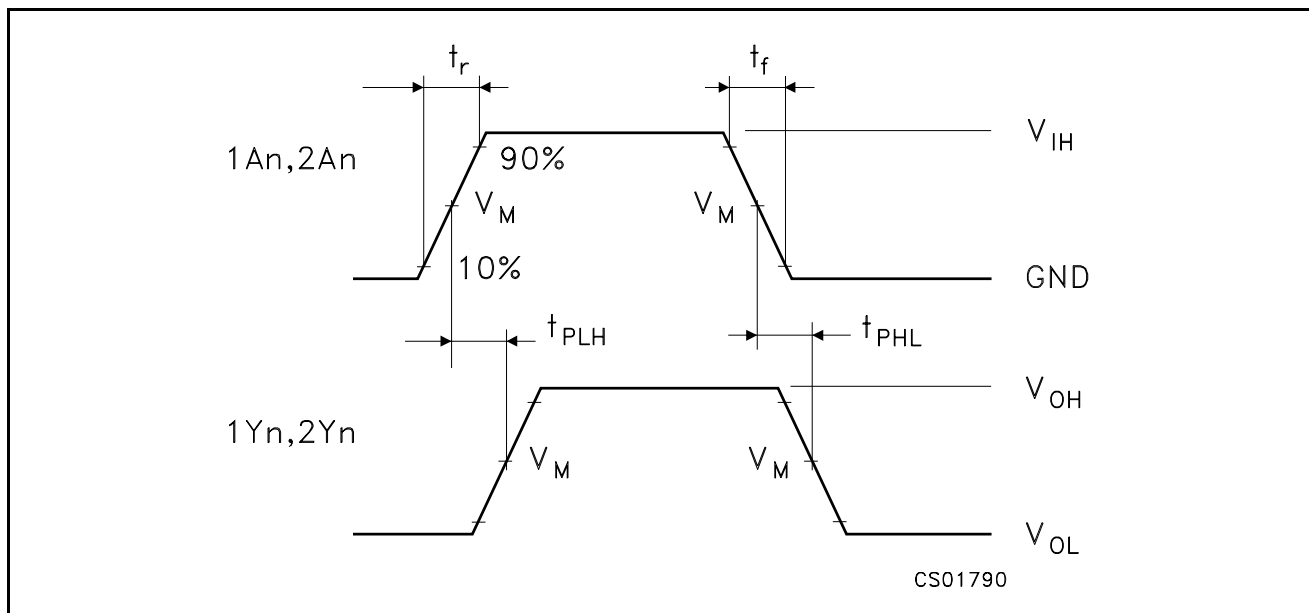 tr tf
VIH
1An,2An 90%
VM VM
10%
GND
tPLH tPHL
VOH
1Yn,2Yn
VM VM
VOL
CS01790